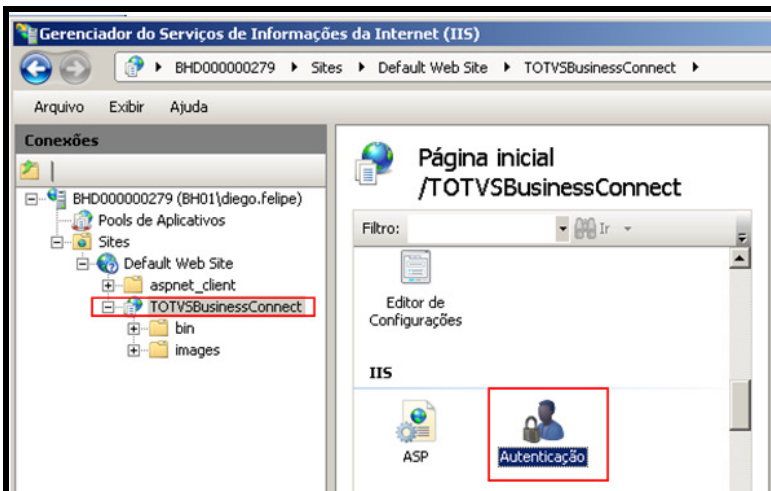 Gerenciador do Serviços de Informações da Internet (IIS)
BHD000000279 Sites Default Web Site TOTVSBusinessConnect
Arquivo Exibir Ajuda
Conexões
BHD000000279 (BH01\diego.felipe)
Pools de Aplicativos
Sites
Default Web Site
aspnet_client
TOTVSBusinessConnect
bin
images
Página inicial
/TOTVSBusinessConnect
Filtro: Ir
Editor de
Configurações
IIS
ASP Autenticação